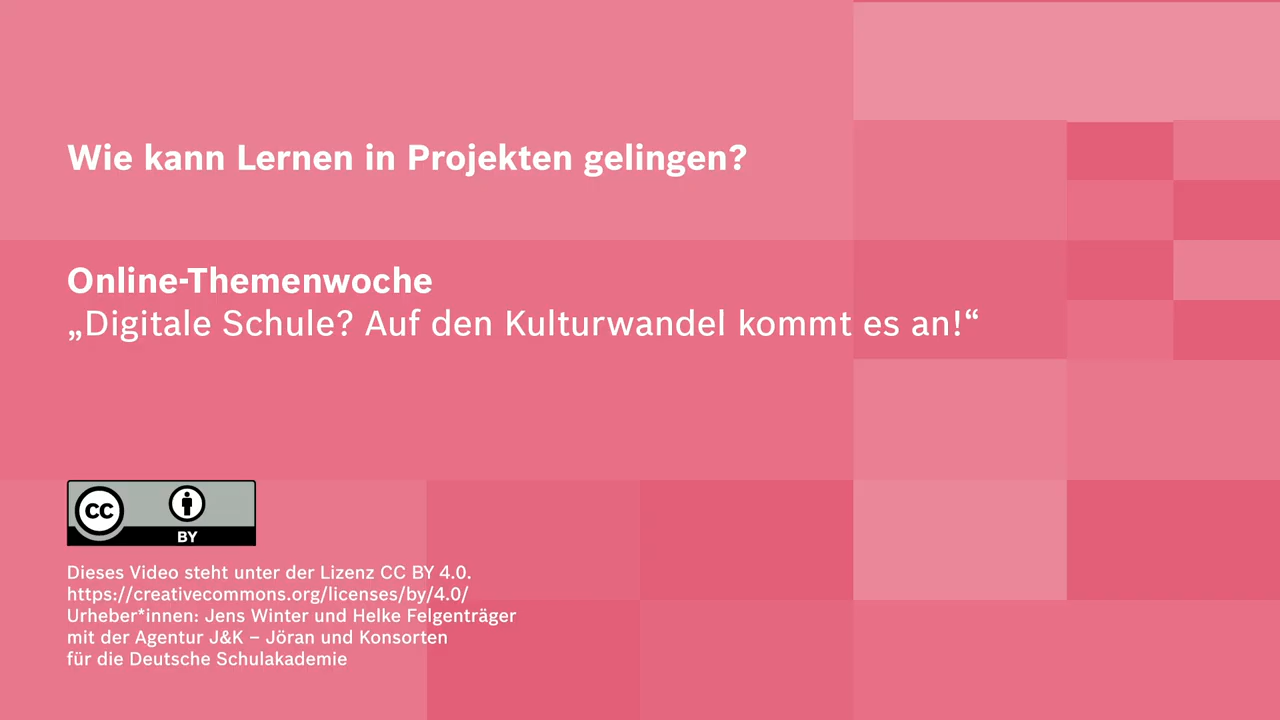 Wie kann Lernen in Projekten gelingen?
Online-Themenwoche
„Digitale Schule? Auf den Kulturwandel kommt es an!“
CC
BY
Dieses Video steht unter der Lizenz CC BY 4.0.
https://creativecommons.org/licenses/by/4.0/
Urheber*innen: Jens Winter und Helke Felgenträger
mit der Agentur J&K – Jöran und Konsorten
für die Deutsche Schulakademie